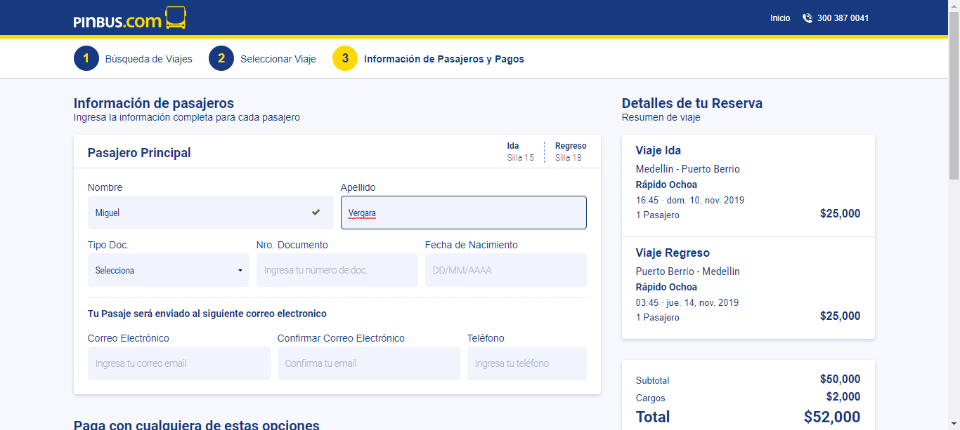 PINBUS.com
Inicio 300 387 0041
1 Búsqueda de Viajes 2 Seleccionar Viaje 3 Información de Pasajeros y Pagos
Información de pasajeros
Ingresa la información completa para cada pasajero
Pasajero Principal
Ida
Silla 15
Regreso
Silla 18
Nombre
Miguel
Apellido
Vergara
Tipo Doc.
Selecciona
Nro. Documento
Ingresa tu número de doc.
Fecha de Nacimiento
DD/MM/AAAA
Tu Pasaje será enviado al siguiente correo electronico
Correo Electrónico
Ingresa tu correo email
Confirmar Correo Electrónico
Confirma tu email
Teléfono
Ingresa tu teléfono
Paga con cualquiera de estas opciones
Detalles de tu Reserva
Resumen de viaje
Viaje Ida
Medellin - Puerto Berrio
Rápido Ochoa
16:45 · dom. 10, nov. 2019
1 Pasajero $25,000
Viaje Regreso
Puerto Berrio - Medellin
Rápido Ochoa
03:45 · jue. 14, nov. 2019
1 Pasajero $25,000
Subtotal $50,000
Cargos $2,000
Total $52,000